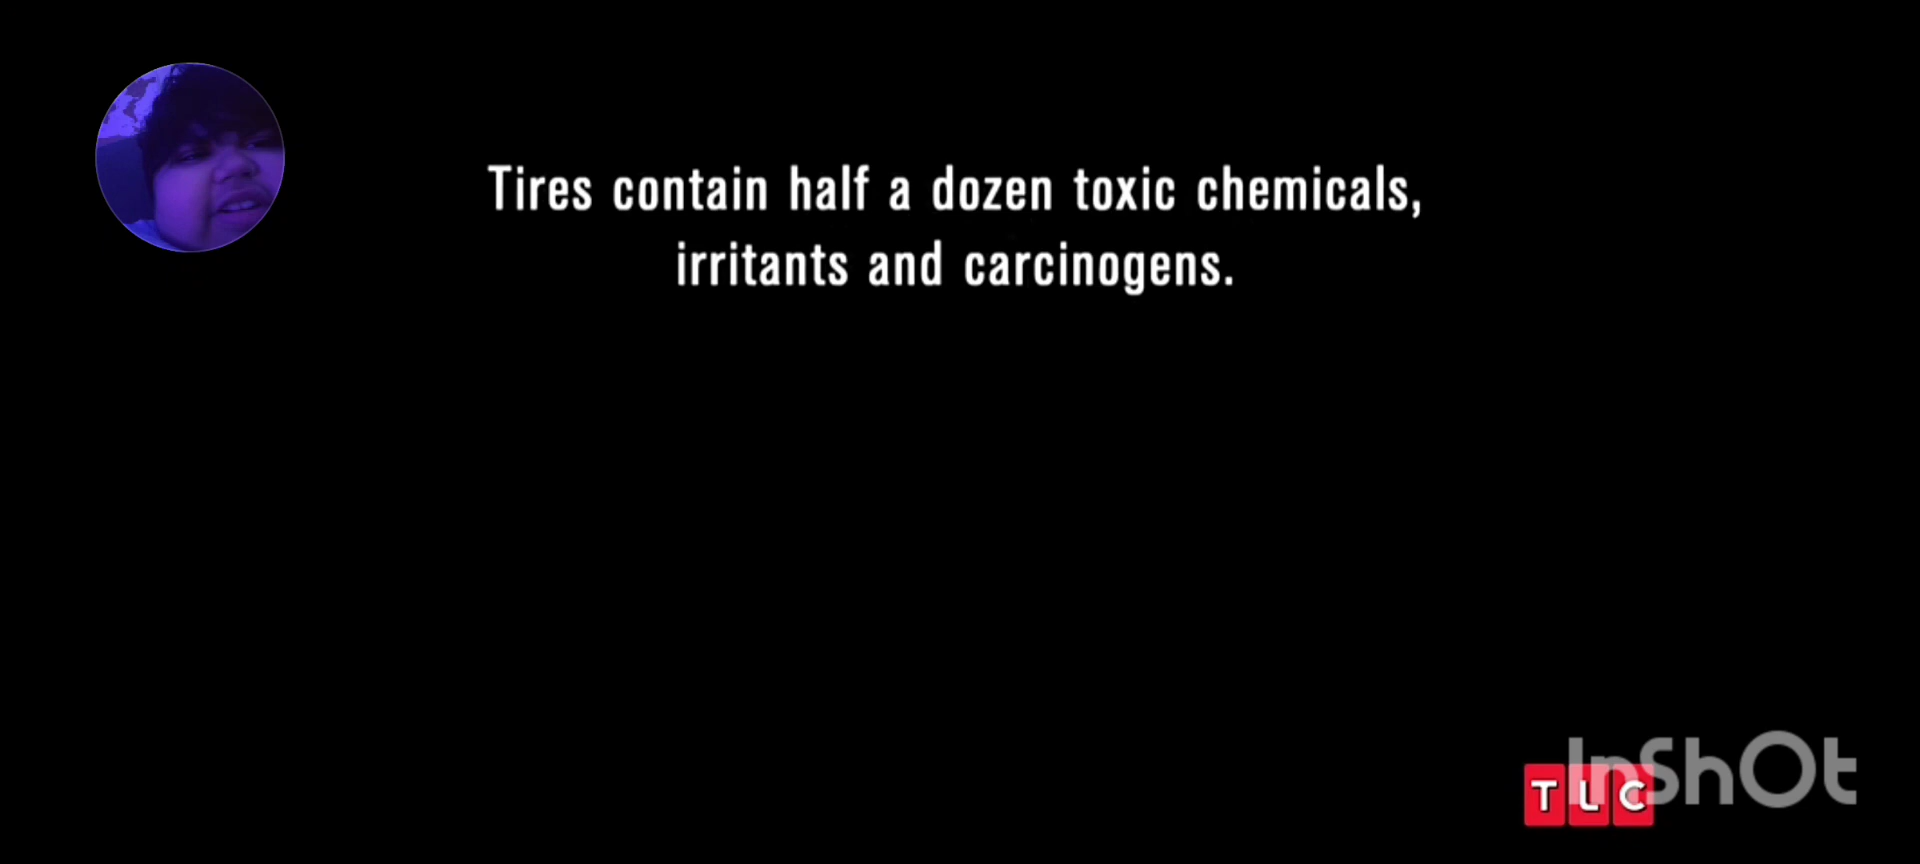 Tires contain half a dozen toxic chemicals,
irritants and carcinogens.
InShOt
TLC